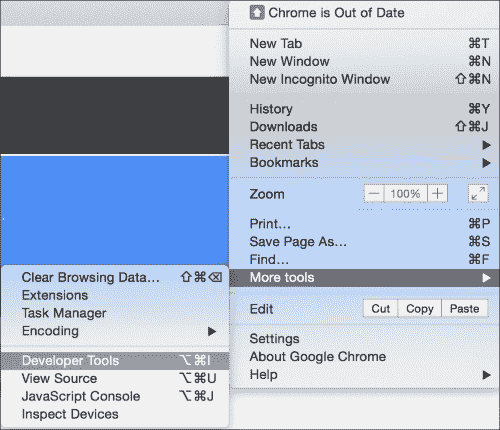 Chrome is Out of Date
New Tab ⌘T
New Window ⌘N
New Incognito Window ⇧⌘N
History ⌘Y
Downloads ⇧⌘J
Recent Tabs ▶
Bookmarks ▶
Zoom − 100% +
Print... ⌘P
Save Page As... ⌘S
Find... ⌘F
More tools ▶
Edit Cut Copy Paste
Settings
About Google Chrome
Help ▶
Clear Browsing Data... ⇧⌘⌫
Extensions
Task Manager
Encoding ▶
Developer Tools ⌥⌘I
View Source ⌥⌘U
JavaScript Console ⌥⌘J
Inspect Devices